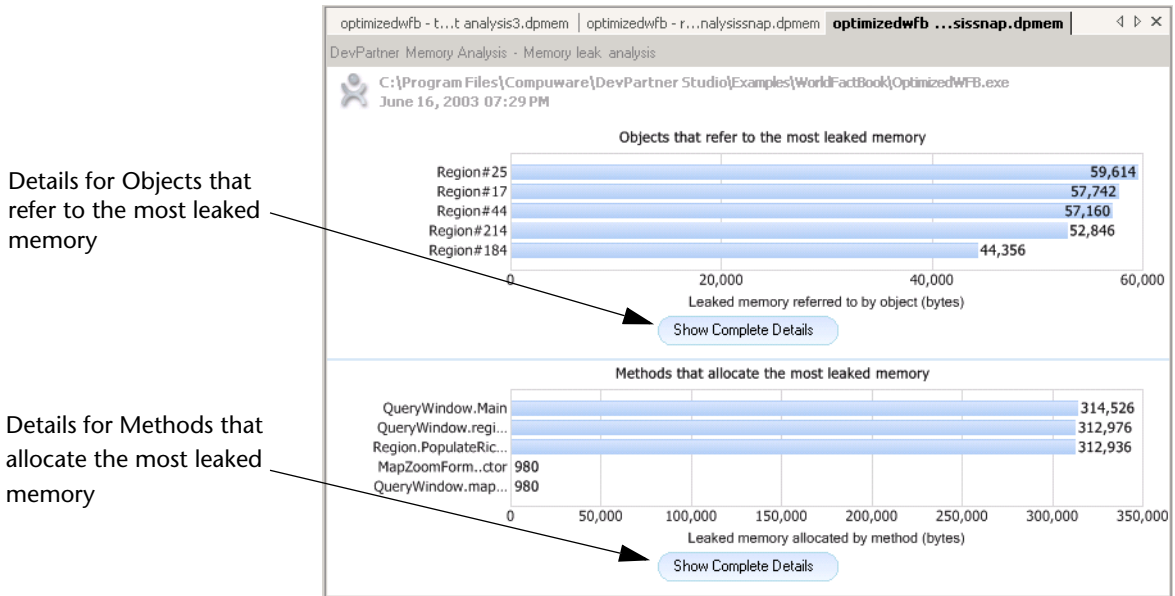 optimizedwfb - t...t analysis3.dpmem
optimizedwfb - r...nalysissnap.dpmem
optimizedwfb ...sissnap.dpmem
DevPartner Memory Analysis - Memory leak analysis
C:\Program Files\Compuware\DevPartner Studio\Examples\WorldFactBook\OptimizedWFB.exe
June 16, 2003 07:29 PM
Details for Objects that
refer to the most leaked
memory
Objects that refer to the most leaked memory
Region#25 59,614
Region#17 57,742
Region#44 57,160
Region#214 52,846
Region#184 44,356
0 20,000 40,000 60,000
Leaked memory referred to by object (bytes)
Show Complete Details
Details for Methods that
allocate the most leaked
memory
Methods that allocate the most leaked memory
QueryWindow.Main 314,526
QueryWindow.regi... 312,976
Region.PopulateRic... 312,936
MapZoomForm..ctor 980
QueryWindow.map... 980
0 50,000 100,000 150,000 200,000 250,000 300,000 350,000
Leaked memory allocated by method (bytes)
Show Complete Details